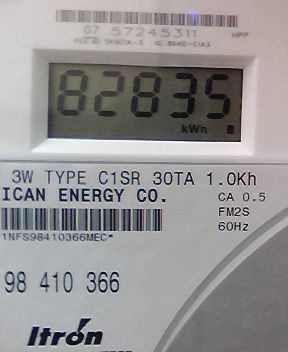 07 57245311 HPP
82835
kWh
3W TYPE C1SR 30TA 1.0Kh
ICAN ENERGY CO. CA 0.5
FM2S
1NFS98410366MEC* 60Hz
98 410 366
Itron